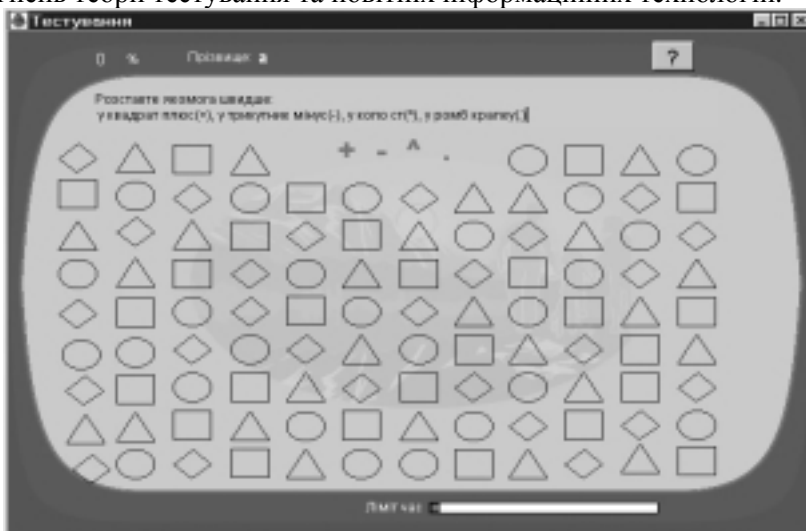 тень теорії тестування та новітніх інформаційних технологій.
Тестування
0 % Прізвище: а ?
Розставте якомога швидше:
у квадрат плюс(+), у трикутник мінус(-), у коло ст(^), у ромб крапку(.)
+ - ^ .
Ліміт час